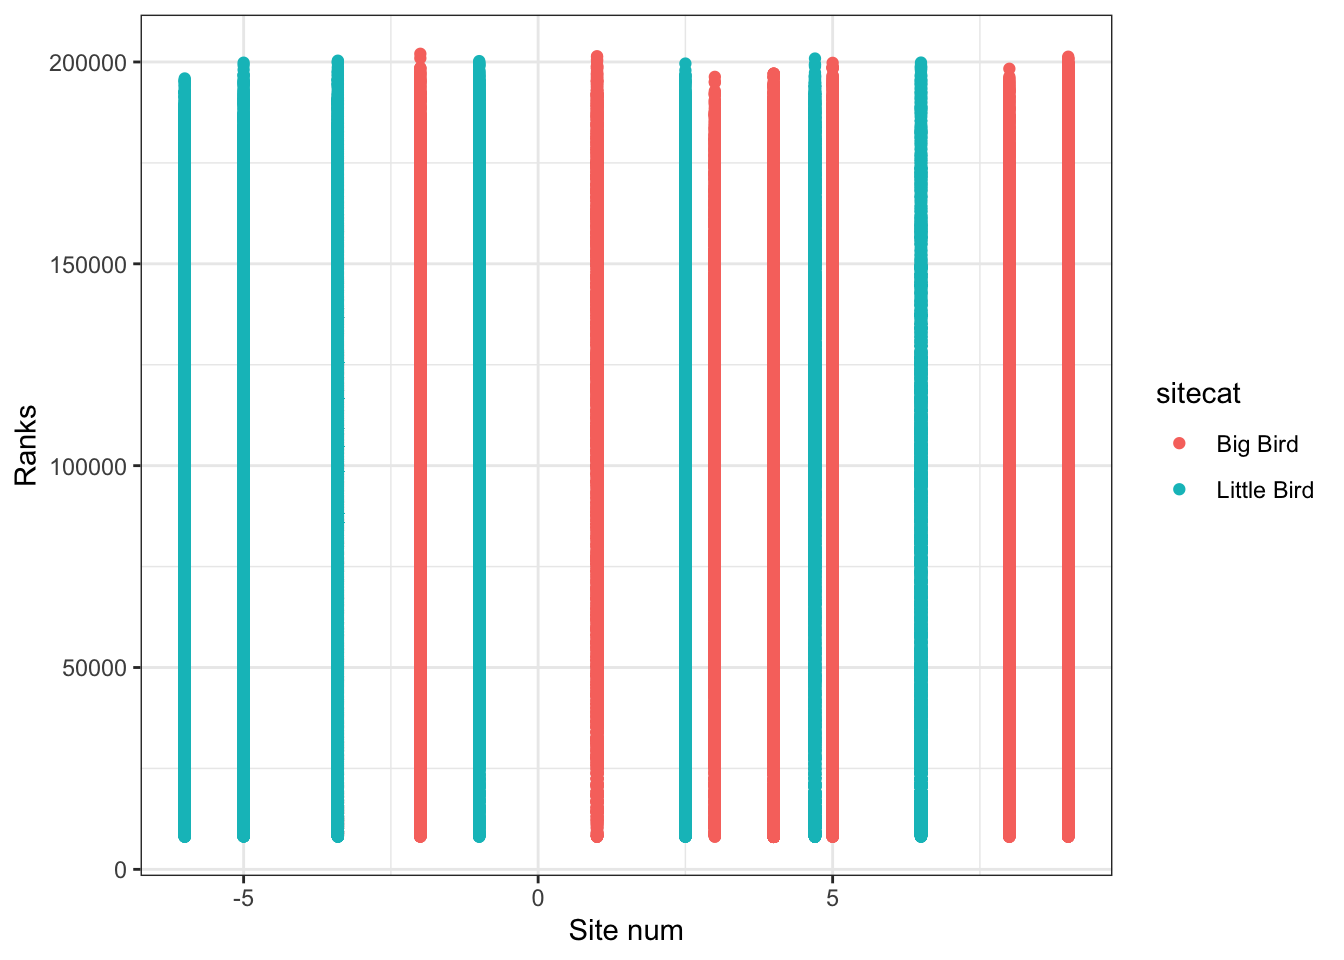 200000
150000
100000
50000
0
Ranks
-5 0 5
Site num
sitecat
Big Bird
Little Bird